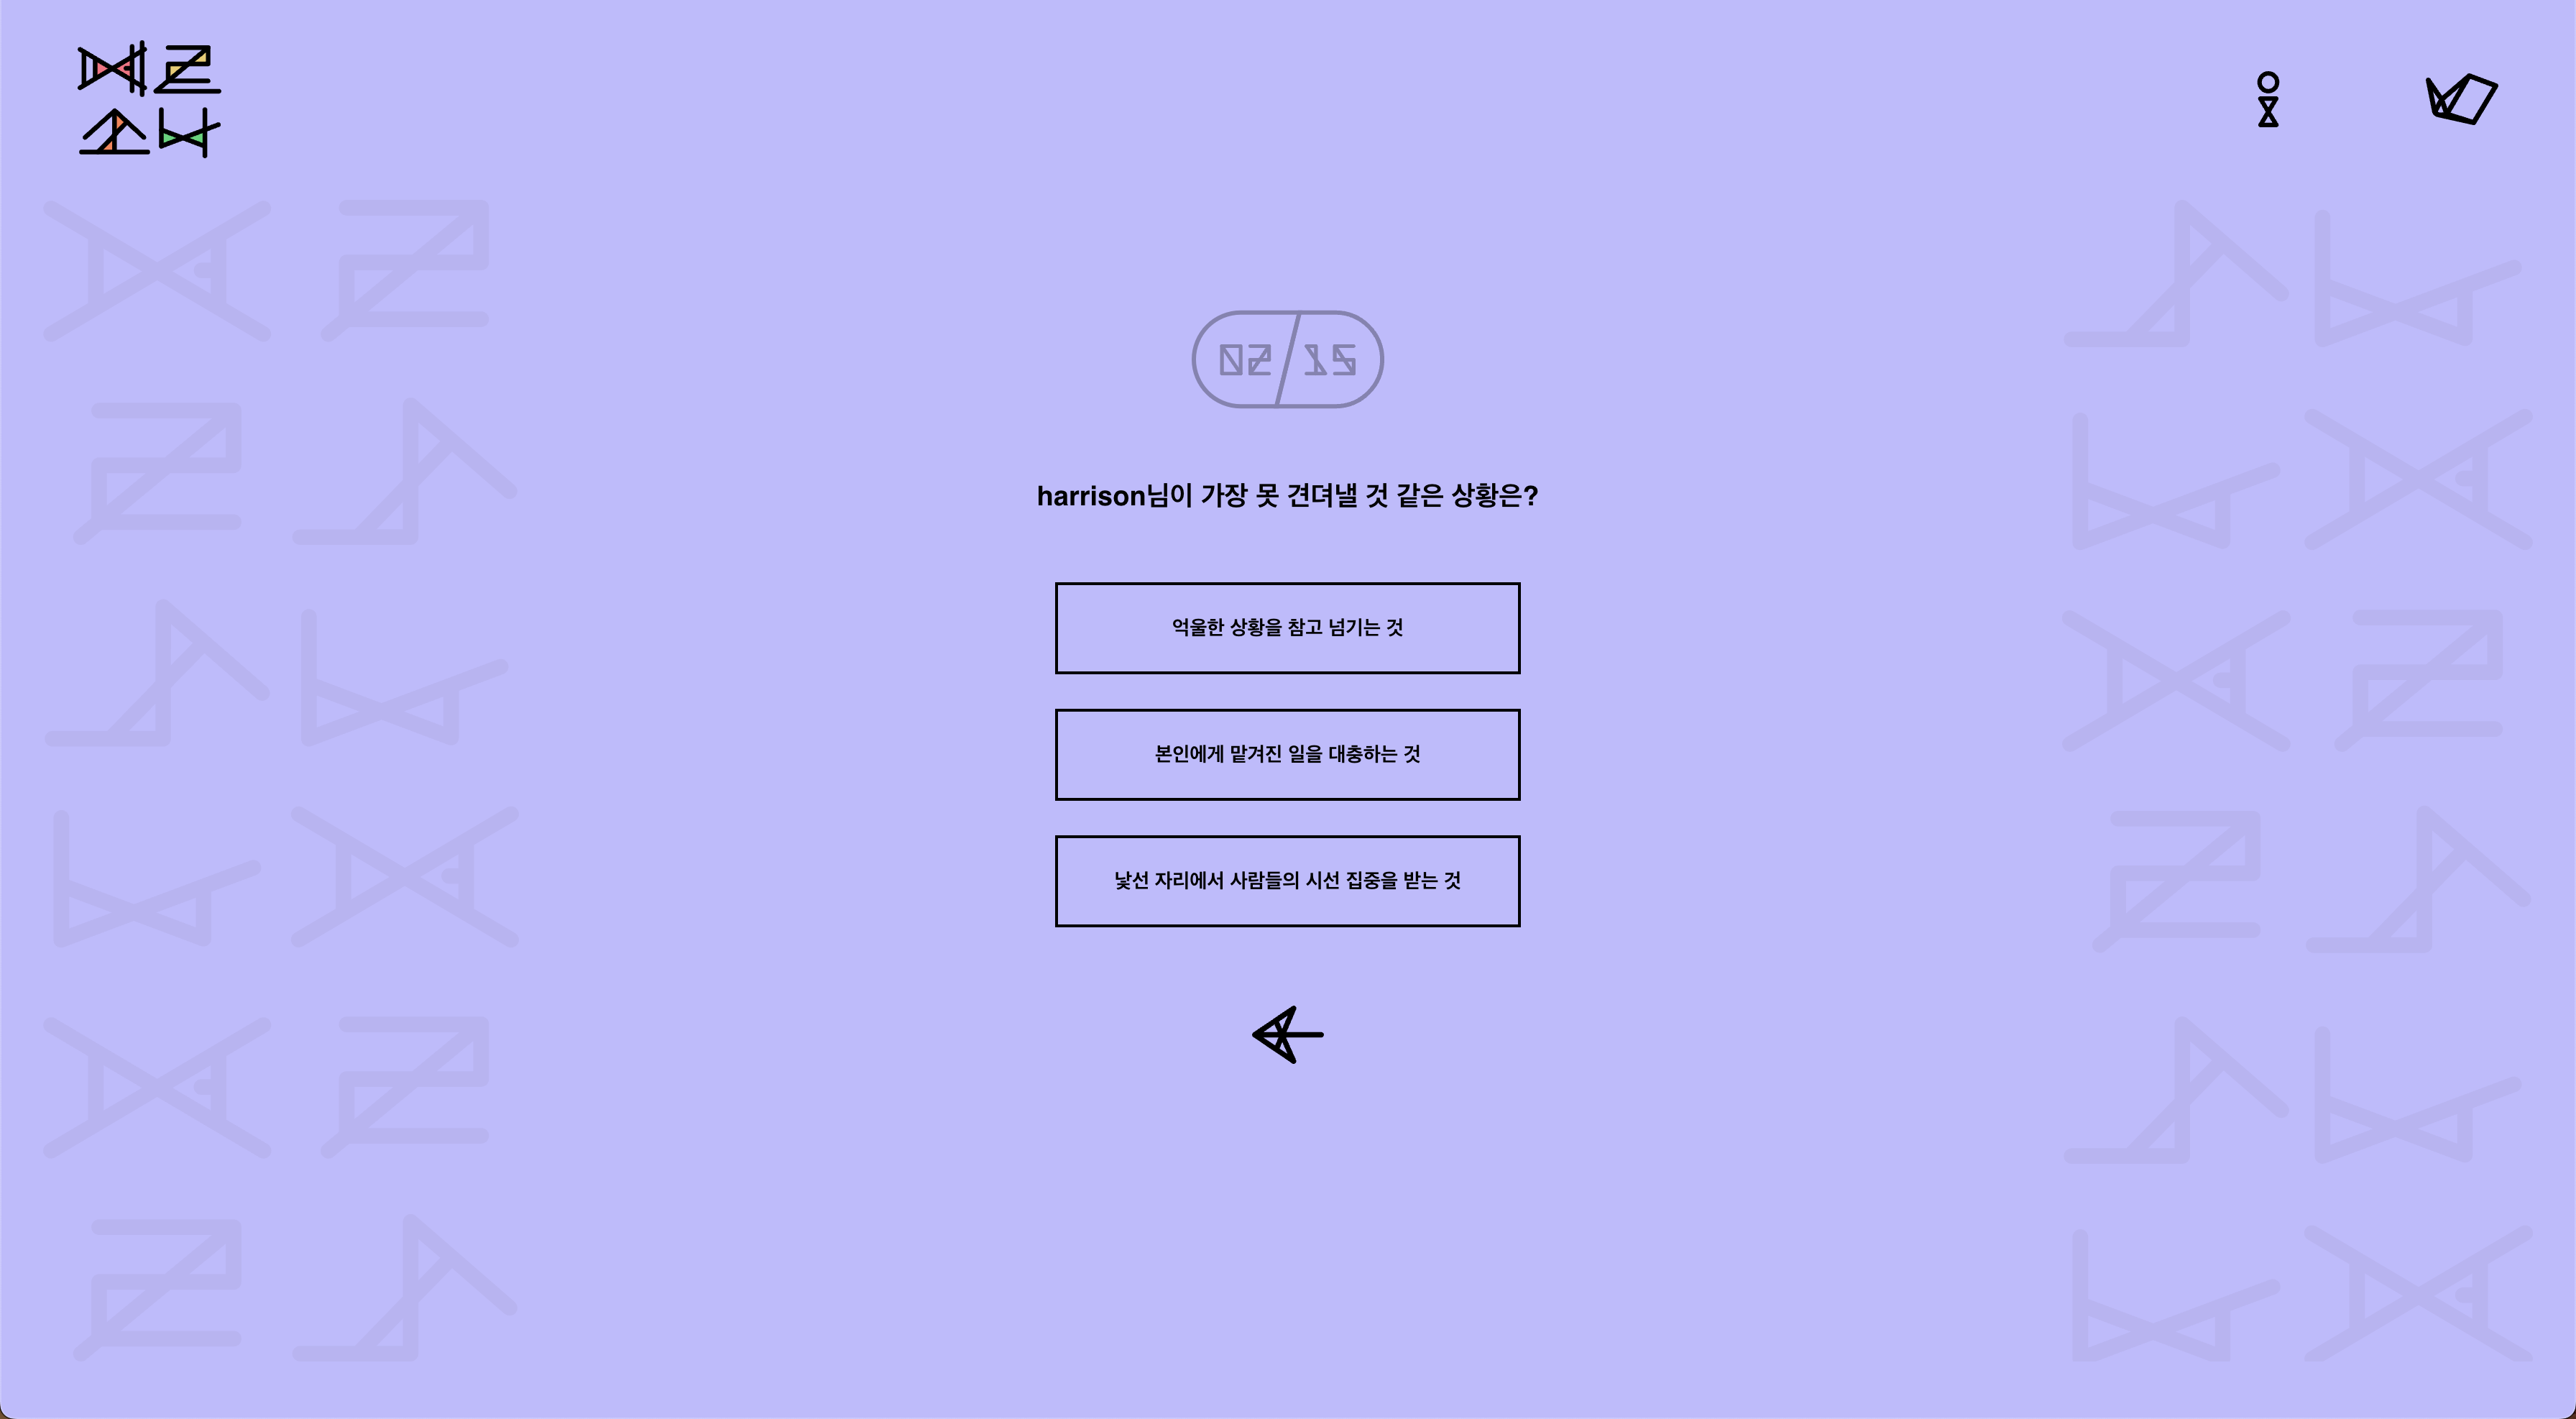 02/15
harrison님이 가장 못 견뎌낼 것 같은 상황은?
억울한 상황을 참고 넘기는 것
본인에게 맡겨진 일을 대충하는 것
낯선 자리에서 사람들의 시선 집중을 받는 것